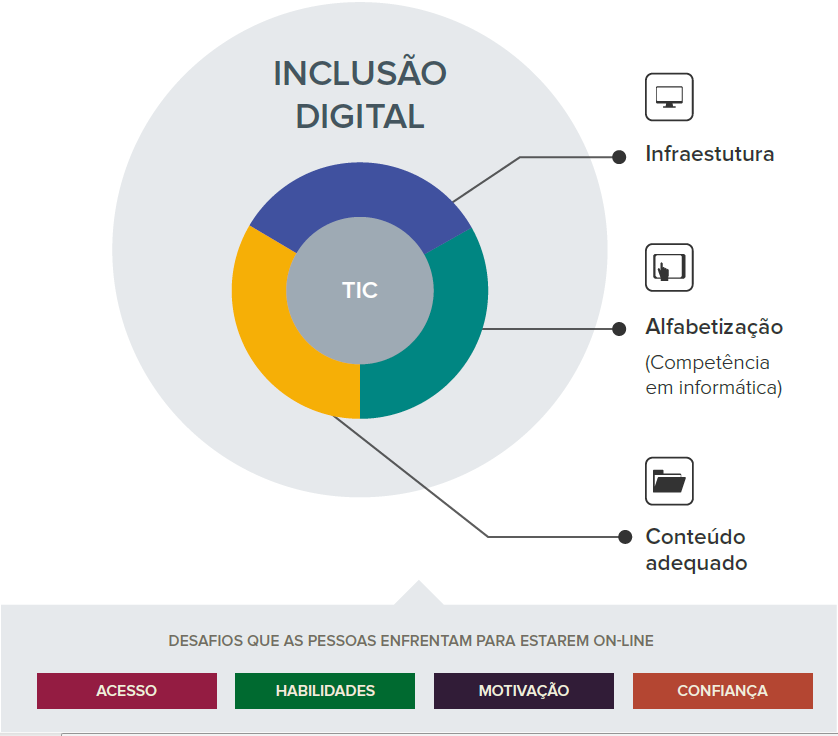 INCLUSÃO
DIGITAL
TIC
Infraestutura
Alfabetização
(Competência
em informática)
Conteúdo
adequado
DESAFIOS QUE AS PESSOAS ENFRENTAM PARA ESTAREM ON-LINE
ACESSO
HABILIDADES
MOTIVAÇÃO
CONFIANÇA